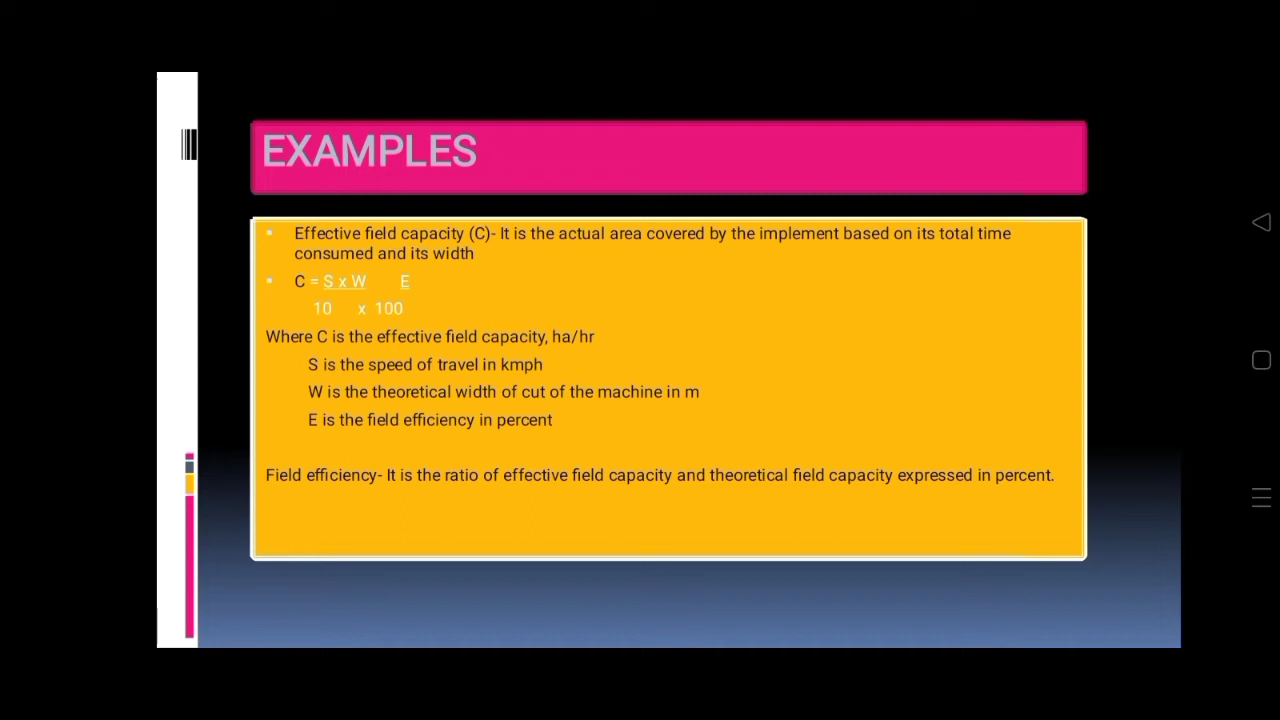 EXAMPLES
Effective field capacity (C)- It is the actual area covered by the implement based on its total time
consumed and its width
C = S x W E
10 x 100
Where C is the effective field capacity, ha/hr
S is the speed of travel in kmph
W is the theoretical width of cut of the machine in m
E is the field efficiency in percent
Field efficiency- It is the ratio of effective field capacity and theoretical field capacity expressed in percent.